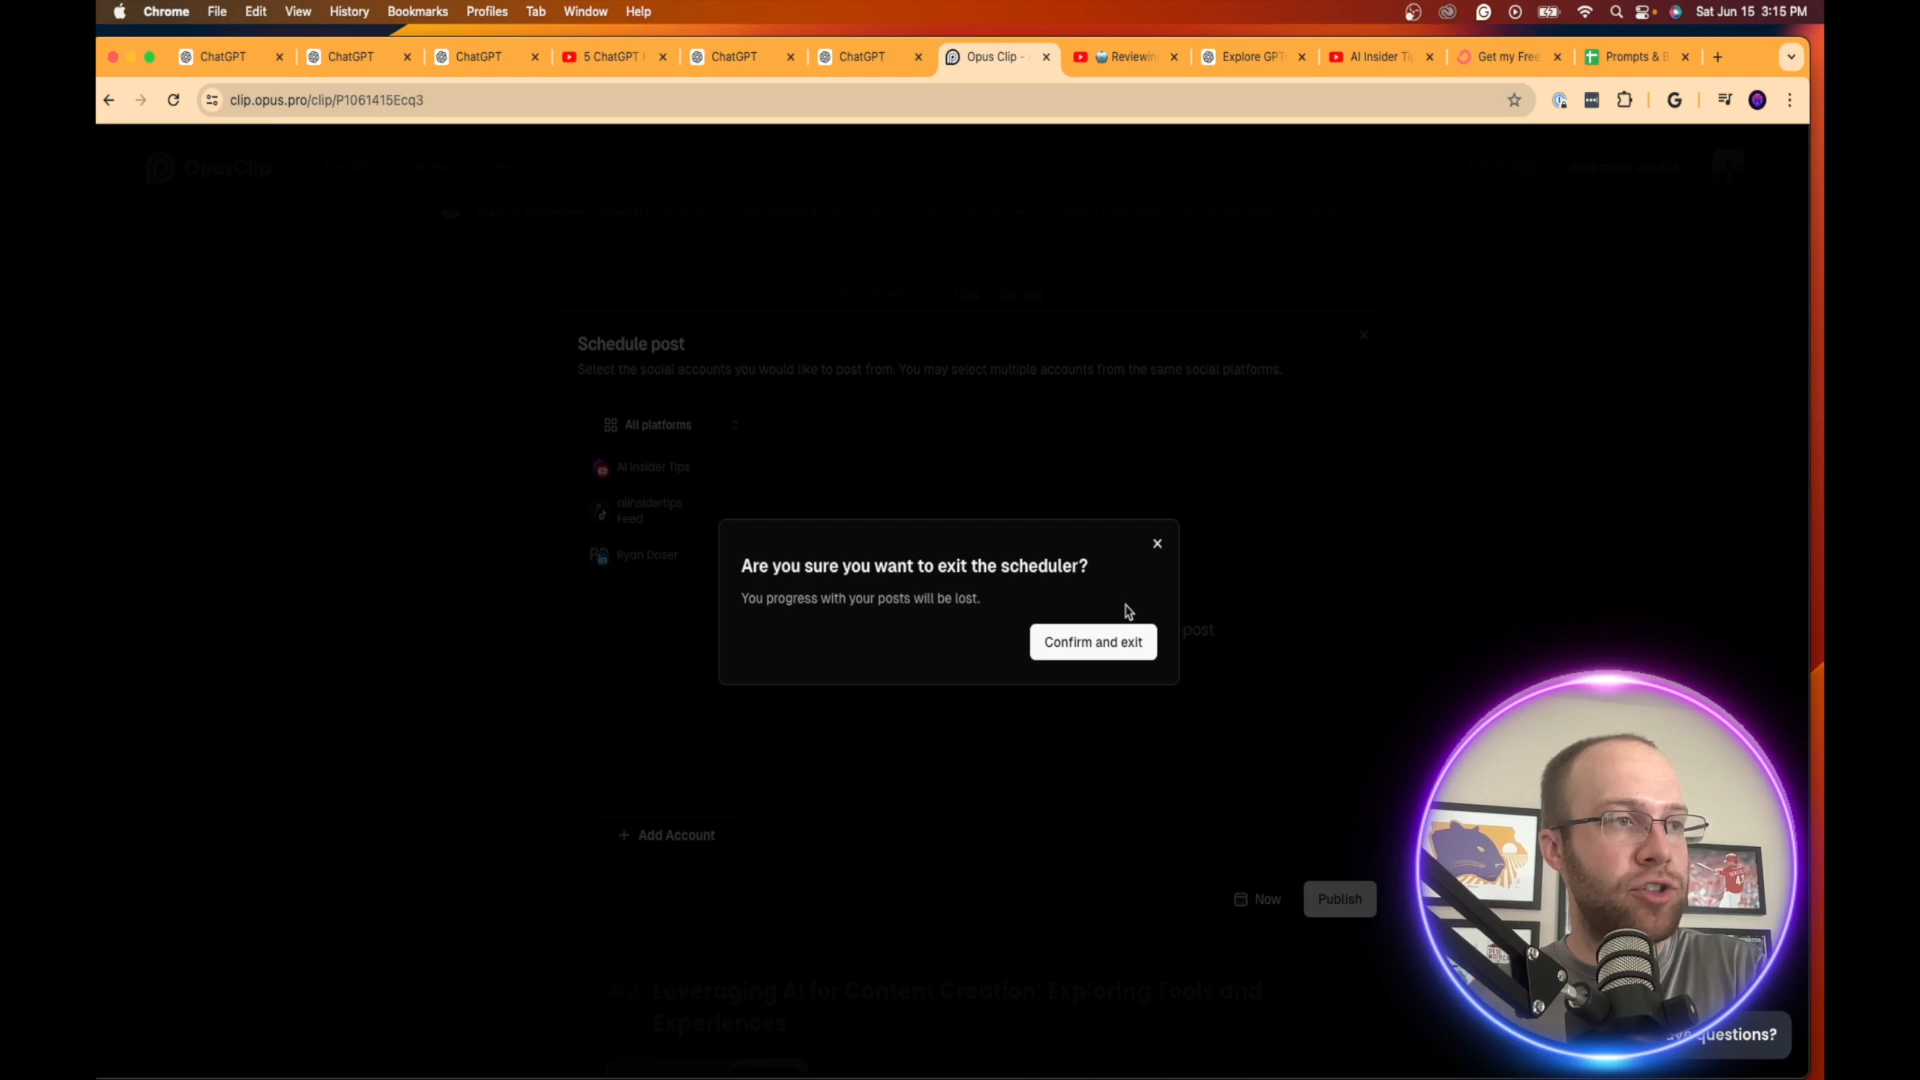 Chrome File Edit View History Bookmarks Profiles Tab Window Help Sat Jun 15 3:15 PM
ChatGPT ChatGPT ChatGPT 5 ChatGPT ChatGPT ChatGPT Opus Clip - Reviewin Explore GPT AI Insider Ti Get my Free Prompts & B
clip.opus.pro/clip/P1061415Ecq3
OpusClip
Schedule post
Select the social accounts you would like to post from. You may select multiple accounts from the same social platforms.
All platforms
AI Insider Tips
aiinsidertips
Feed
Ryan Doser
Are you sure you want to exit the scheduler?
You progress with your posts will be lost.
post
Confirm and exit
+ Add Account
Now Publish
#2 Leveraging AI for Content Creation: Exploring Tools and
Experiences
questions?